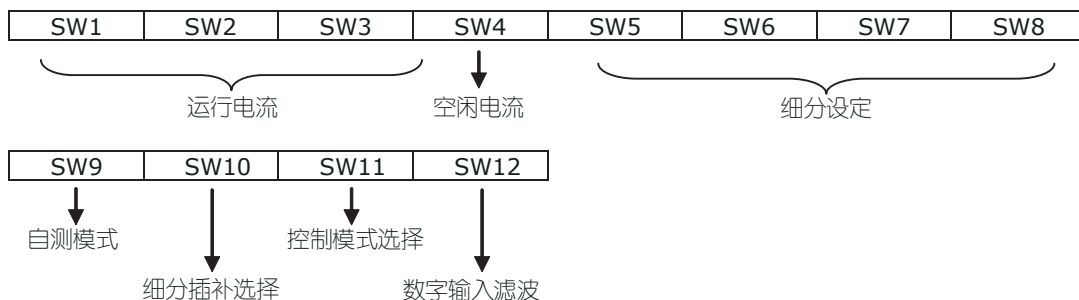 SW1 SW2 SW3 SW4 SW5 SW6 SW7 SW8
运行电流 空闲电流 细分设定
SW9 SW10 SW11 SW12
自测模式 控制模式选择
细分插补选择 数字输入滤波